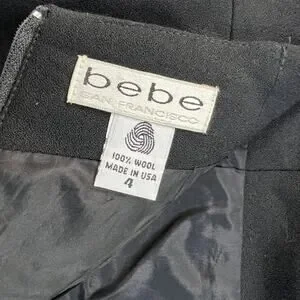 bebe
SAN FRANCISCO
100% WOOL
MADE IN USA
4